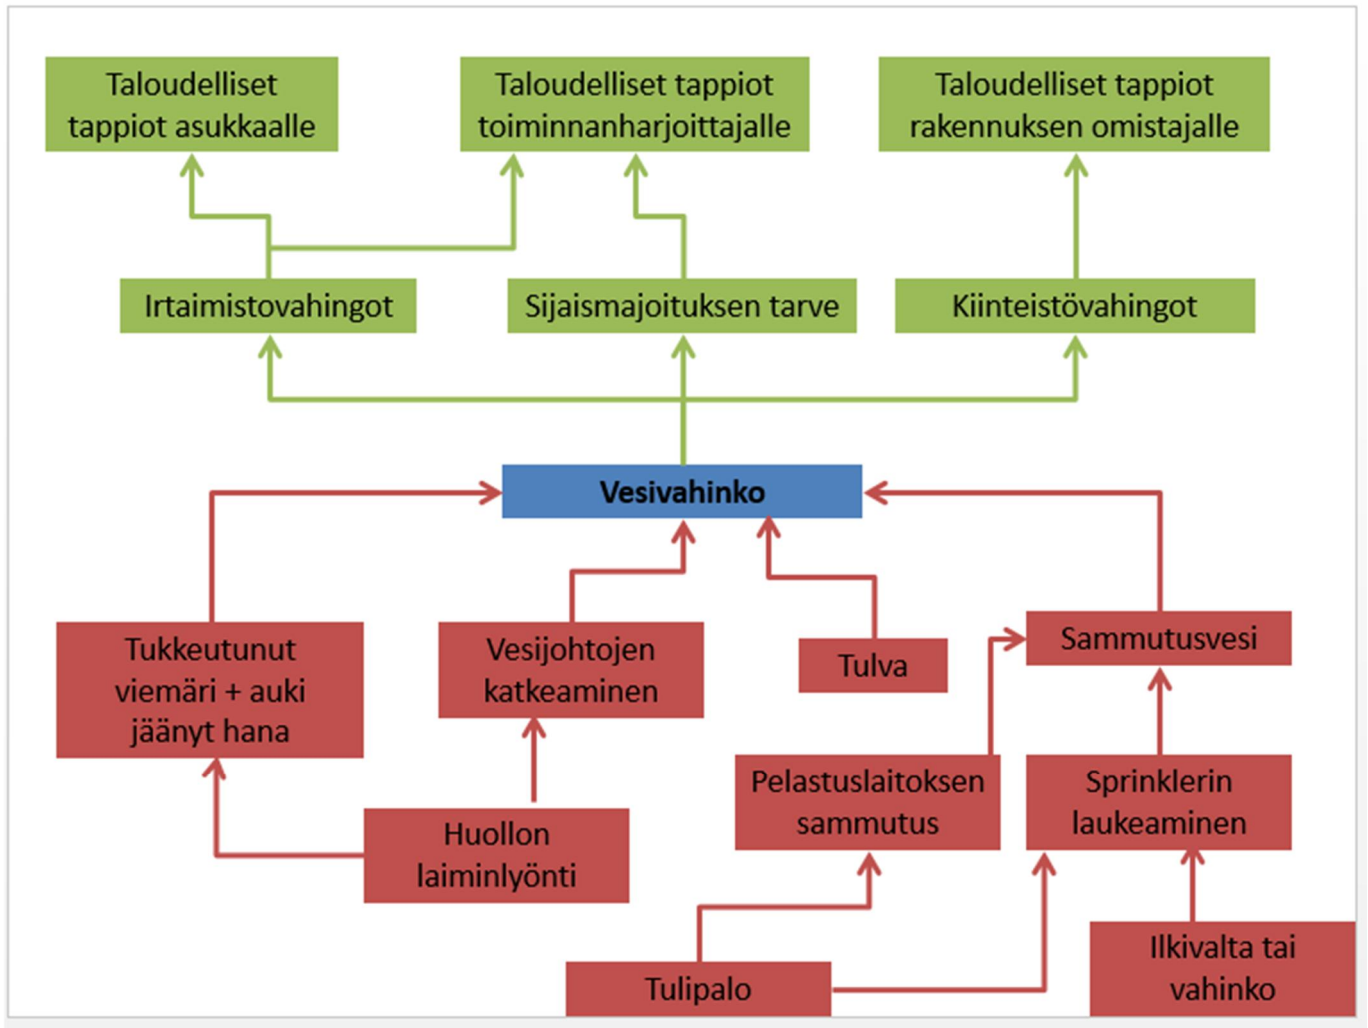 Taloudelliset
tappiot asukkaalle
Taloudelliset tappiot
toiminnanharjoittajalle
Taloudelliset tappiot
rakennuksen omistajalle
Irtaimistovahingot
Sijaismajoituksen tarve
Kiinteistövahingot
Vesivahinko
Tukkeutunut
viemäri + auki
jäänyt hana
Vesijohtojen
katkeaminen
Tulva
Sammutusvesi
Huollon
laiminlyönti
Pelastuslaitoksen
sammutus
Sprinklerin
laukeaminen
Tulipalo
Ilkivalta tai
vahinko